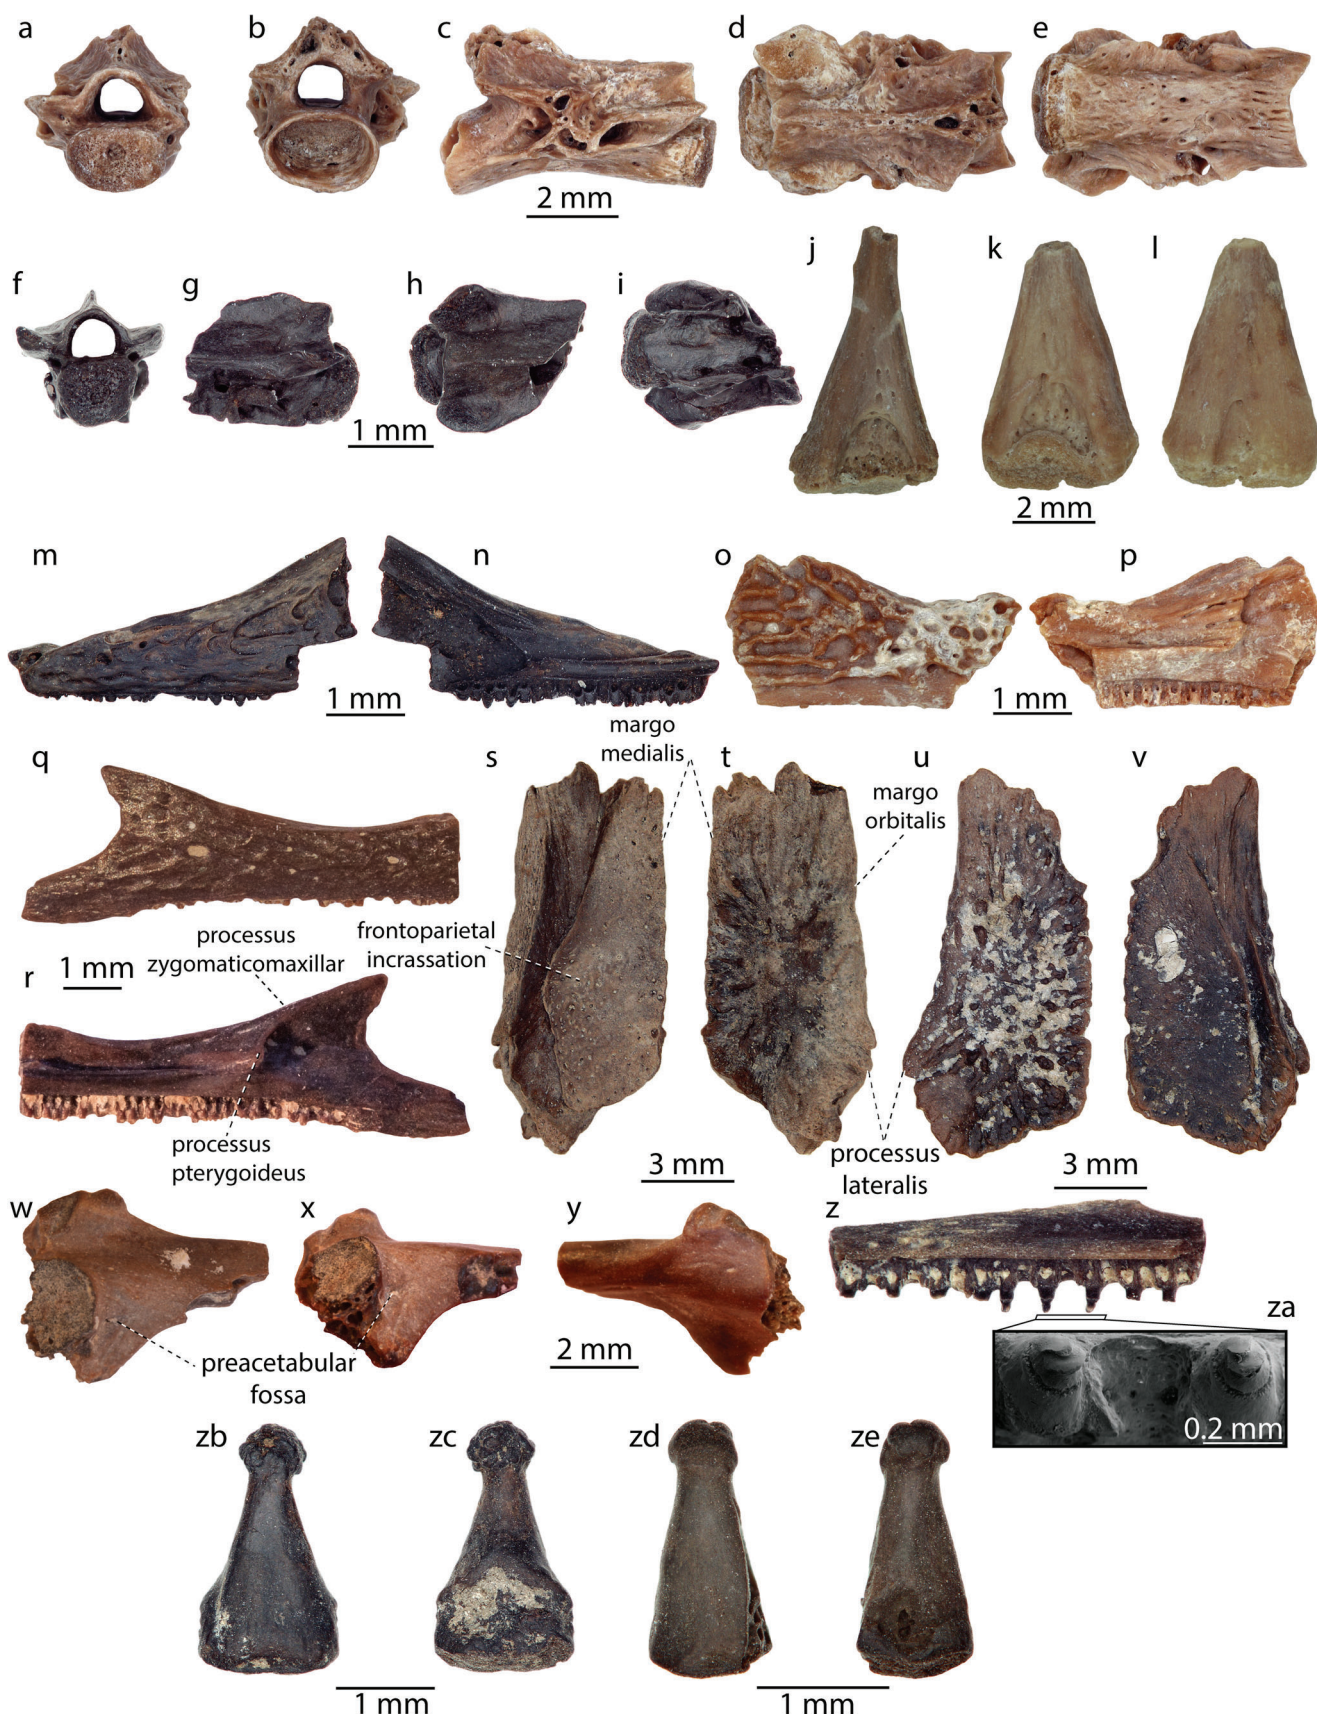 a b c d e
2 mm
f g h i j k l
1 mm
2 mm
m n o p
1 mm
1 mm
margo
medialis
q s t u v
margo
orbitalis
processus
zygomaticomaxillar
frontoparietal
incrassation
r 1 mm
processus
pterygoideus
processus
lateralis
3 mm
3 mm
w x y z
za
preacetabular
fossa
2 mm
0.2 mm
zb zc zd ze
1 mm
1 mm